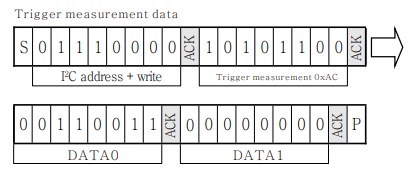 Trigger measurement data
S 0 1 1 1 0 0 0 0 ACK 1 0 1 0 1 1 0 0 ACK
I²C address + write Trigger measurement 0xAC
0 0 1 1 0 0 1 1 ACK 0 0 0 0 0 0 0 0 ACK P
DATA0 DATA1